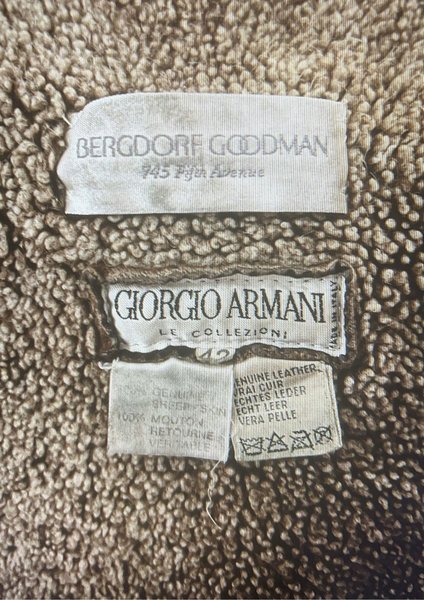 BERGDORF GOODMAN
745 Fifth Avenue
GIORGIO ARMANI
LE COLLEZIONI
MADE IN ITALY
42
GENUINE
100% MOUTON
RETOURNE
VERITABLE
GENUINE LEATHER
VRAI CUIR
ECHTES LEDER
ECHT LEER
VERA PELLE